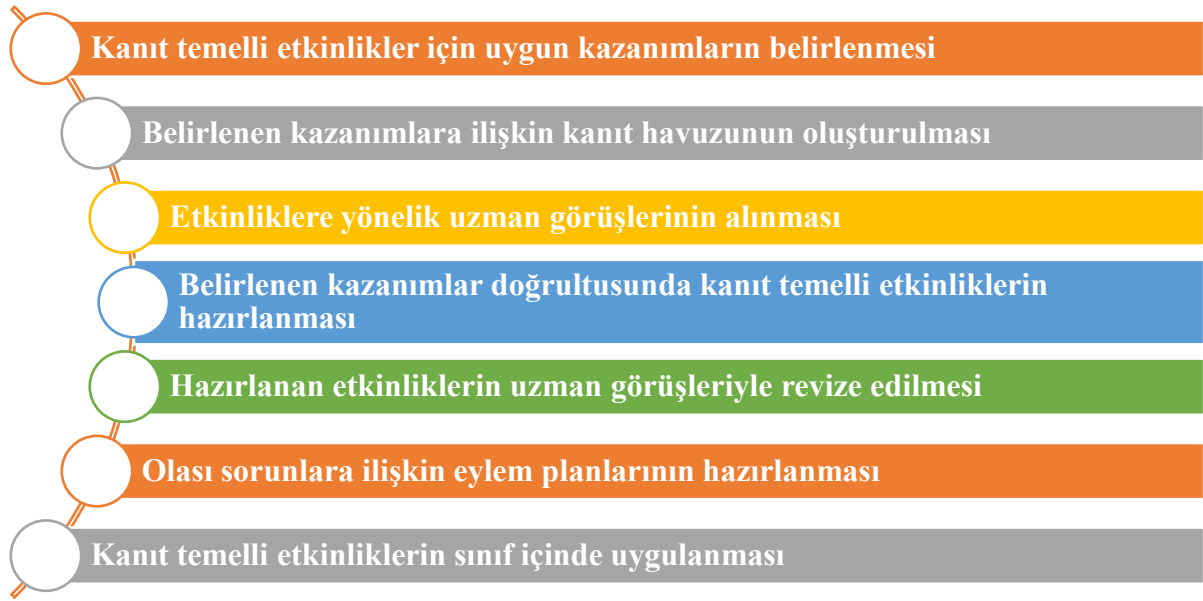 Kanıt temelli etkinlikler için uygun kazanımların belirlenmesi
Belirlenen kazanımlara ilişkin kanıt havuzunun oluşturulması
Etkinliklere yönelik uzman görüşlerinin alınması
Belirlenen kazanımlar doğrultusunda kanıt temelli etkinliklerin
hazırlanması
Hazırlanan etkinliklerin uzman görüşleriyle revize edilmesi
Olası sorunlara ilişkin eylem planlarının hazırlanması
Kanıt temelli etkinliklerin sınıf içinde uygulanması